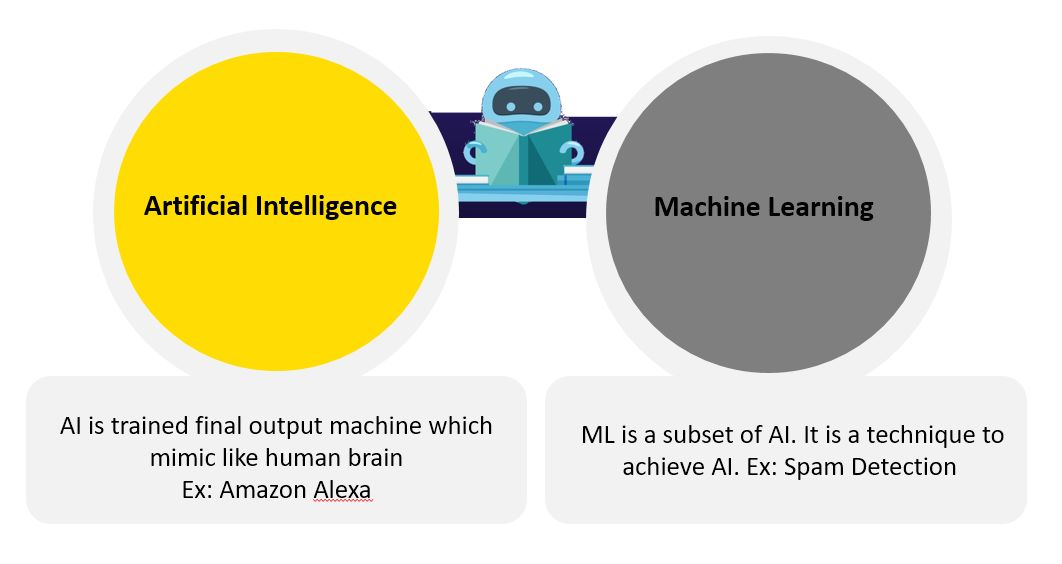 Artificial Intelligence
Machine Learning
AI is trained final output machine which
mimic like human brain
Ex: Amazon Alexa
ML is a subset of AI. It is a technique to
achieve AI. Ex: Spam Detection